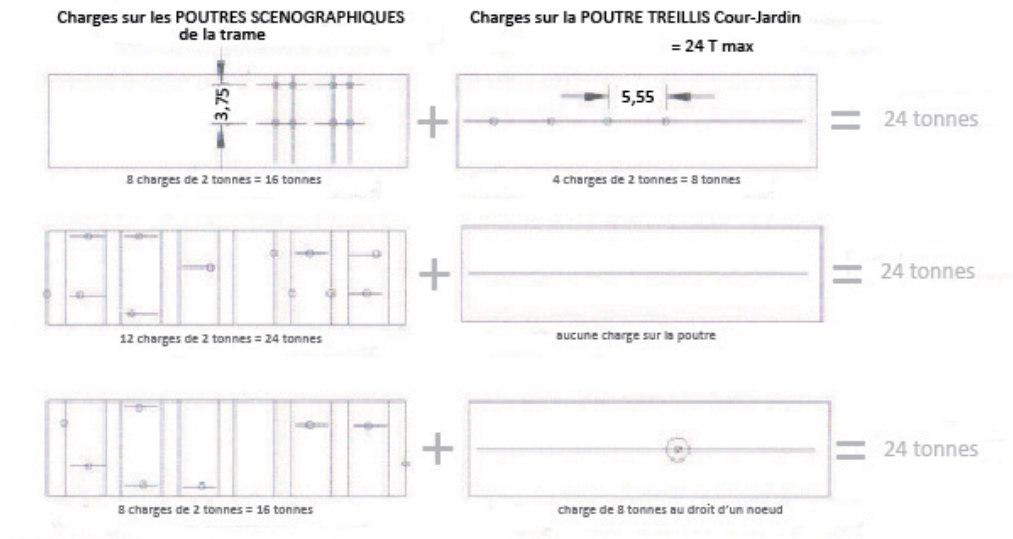 Charges sur les POUTRES SCENOGRAPHIQUES
de la trame
Charges sur la POUTRE TREILLIS Cour-Jardin
= 24 T max
3,75
+
5,55
= 24 tonnes
8 charges de 2 tonnes = 16 tonnes
4 charges de 2 tonnes = 8 tonnes
+
= 24 tonnes
12 charges de 2 tonnes = 24 tonnes
aucune charge sur la poutre
+
= 24 tonnes
8 charges de 2 tonnes = 16 tonnes
charge de 8 tonnes au droit d'un noeud